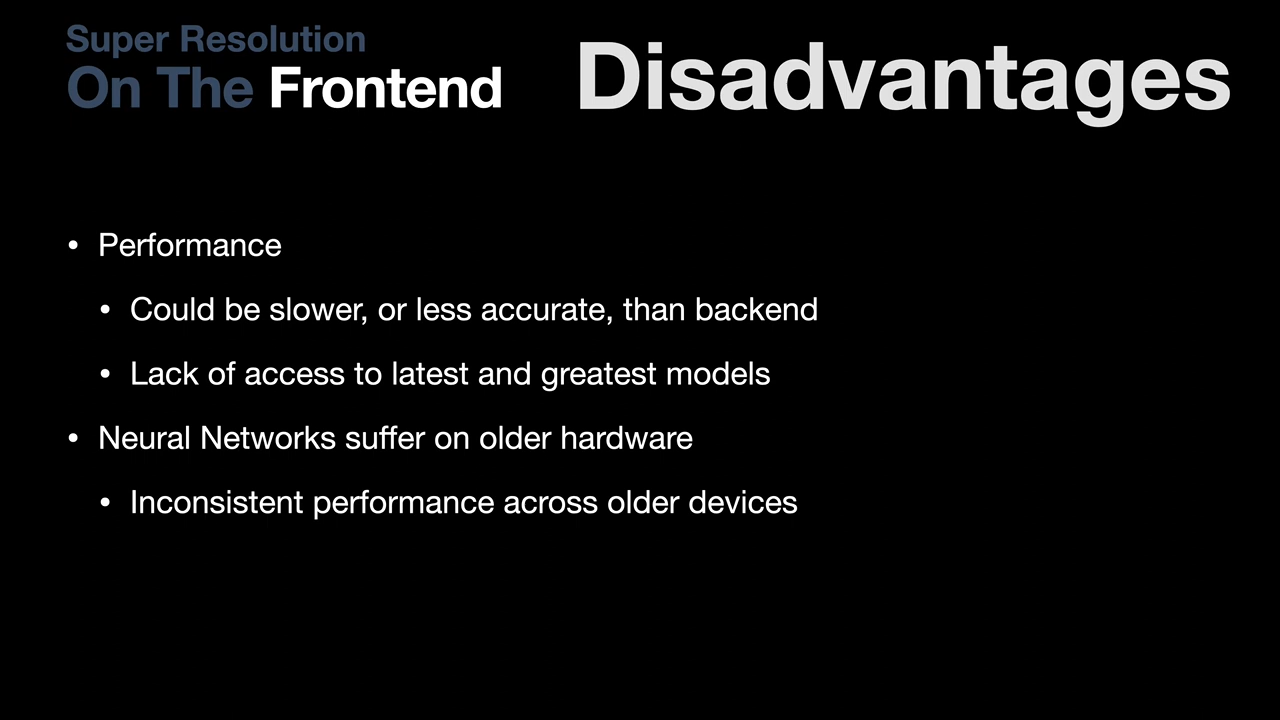 Super Resolution
On The Frontend
Disadvantages
• Performance
• Could be slower, or less accurate, than backend
• Lack of access to latest and greatest models
• Neural Networks suffer on older hardware
• Inconsistent performance across older devices